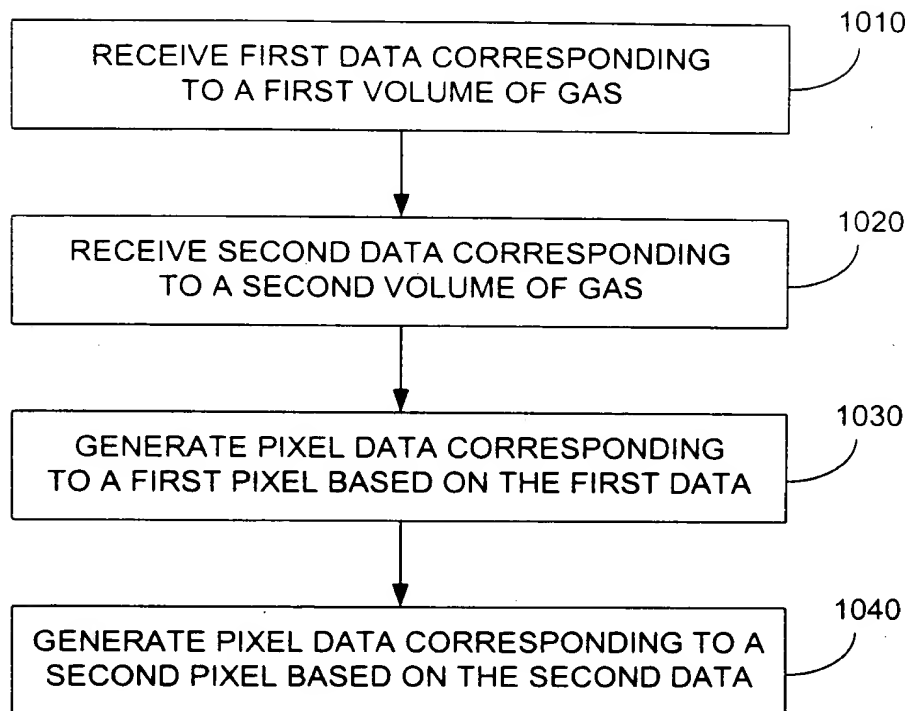 1010
RECEIVE FIRST DATA CORRESPONDING
TO A FIRST VOLUME OF GAS
1020
RECEIVE SECOND DATA CORRESPONDING
TO A SECOND VOLUME OF GAS
1030
GENERATE PIXEL DATA CORRESPONDING
TO A FIRST PIXEL BASED ON THE FIRST DATA
1040
GENERATE PIXEL DATA CORRESPONDING TO A
SECOND PIXEL BASED ON THE SECOND DATA